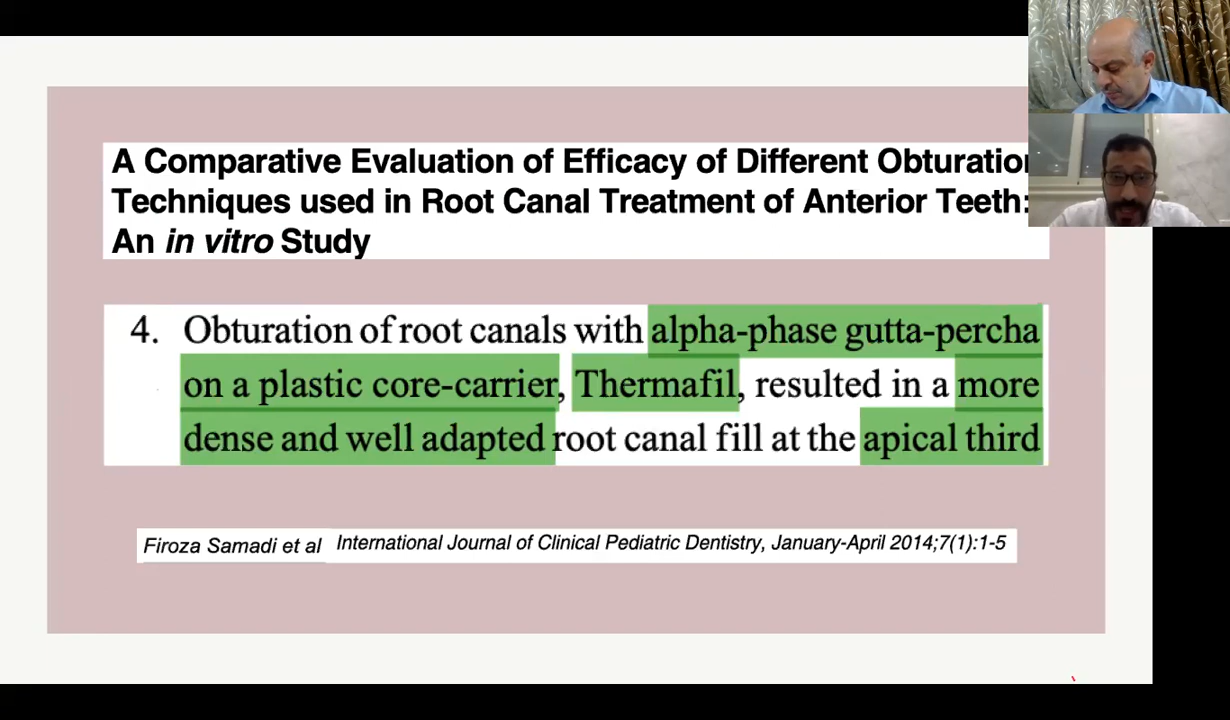 A Comparative Evaluation of Efficacy of Different Obturation
Techniques used in Root Canal Treatment of Anterior Teeth:
An in vitro Study
4. Obturation of root canals with alpha-phase gutta-percha
on a plastic core-carrier, Thermafil, resulted in a more
dense and well adapted root canal fill at the apical third
Firoza Samadi et al International Journal of Clinical Pediatric Dentistry, January-April 2014;7(1):1-5